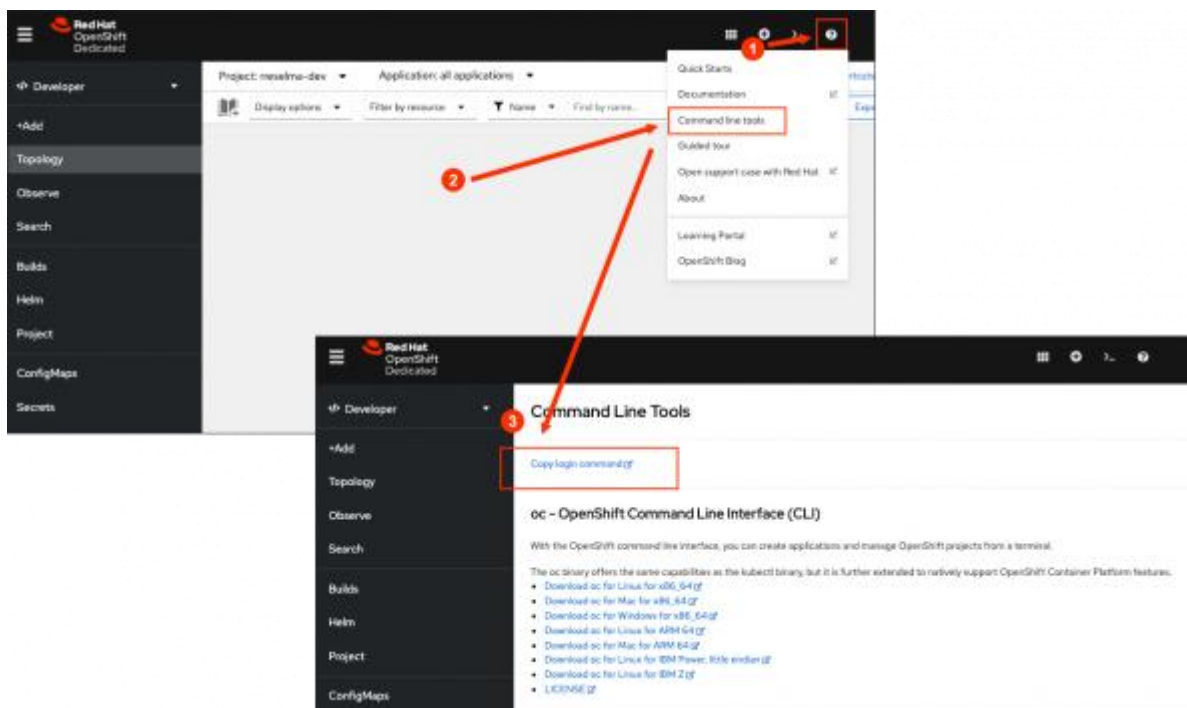 Red Hat
OpenShift
Dedicated
1
Developer
Project: neselma-dev
Application: all applications
Quick Starts
Display options
Filter by resource
Name
Find by name...
Documentation
+Add
Command line tools
Topology
Guided tour
2
Open support case with Red Hat
Observe
About
Search
Learning Portal
Builds
OpenShift Blog
Helm
Project
ConfigMaps
Secrets
Red Hat
OpenShift
Dedicated
Developer
3
Command Line Tools
+Add
Copy login command
Topology
Observe
oc - OpenShift Command Line Interface (CLI)
Search
With the OpenShift command line interface, you can create applications and manage OpenShift projects from a terminal.
The oc binary offers the same capabilities as the kubectl binary, but it is further extended to natively support OpenShift Container Platform features.
Builds
Download oc for Linux for x86_64
Download oc for Mac for x86_64
Download oc for Windows for x86_64
Helm
Download oc for Linux for ARM 64
Download oc for Mac for ARM 64
Project
Download oc for Linux for IBM Power, little endian
Download oc for Linux for IBM Z
LICENSE
ConfigMaps